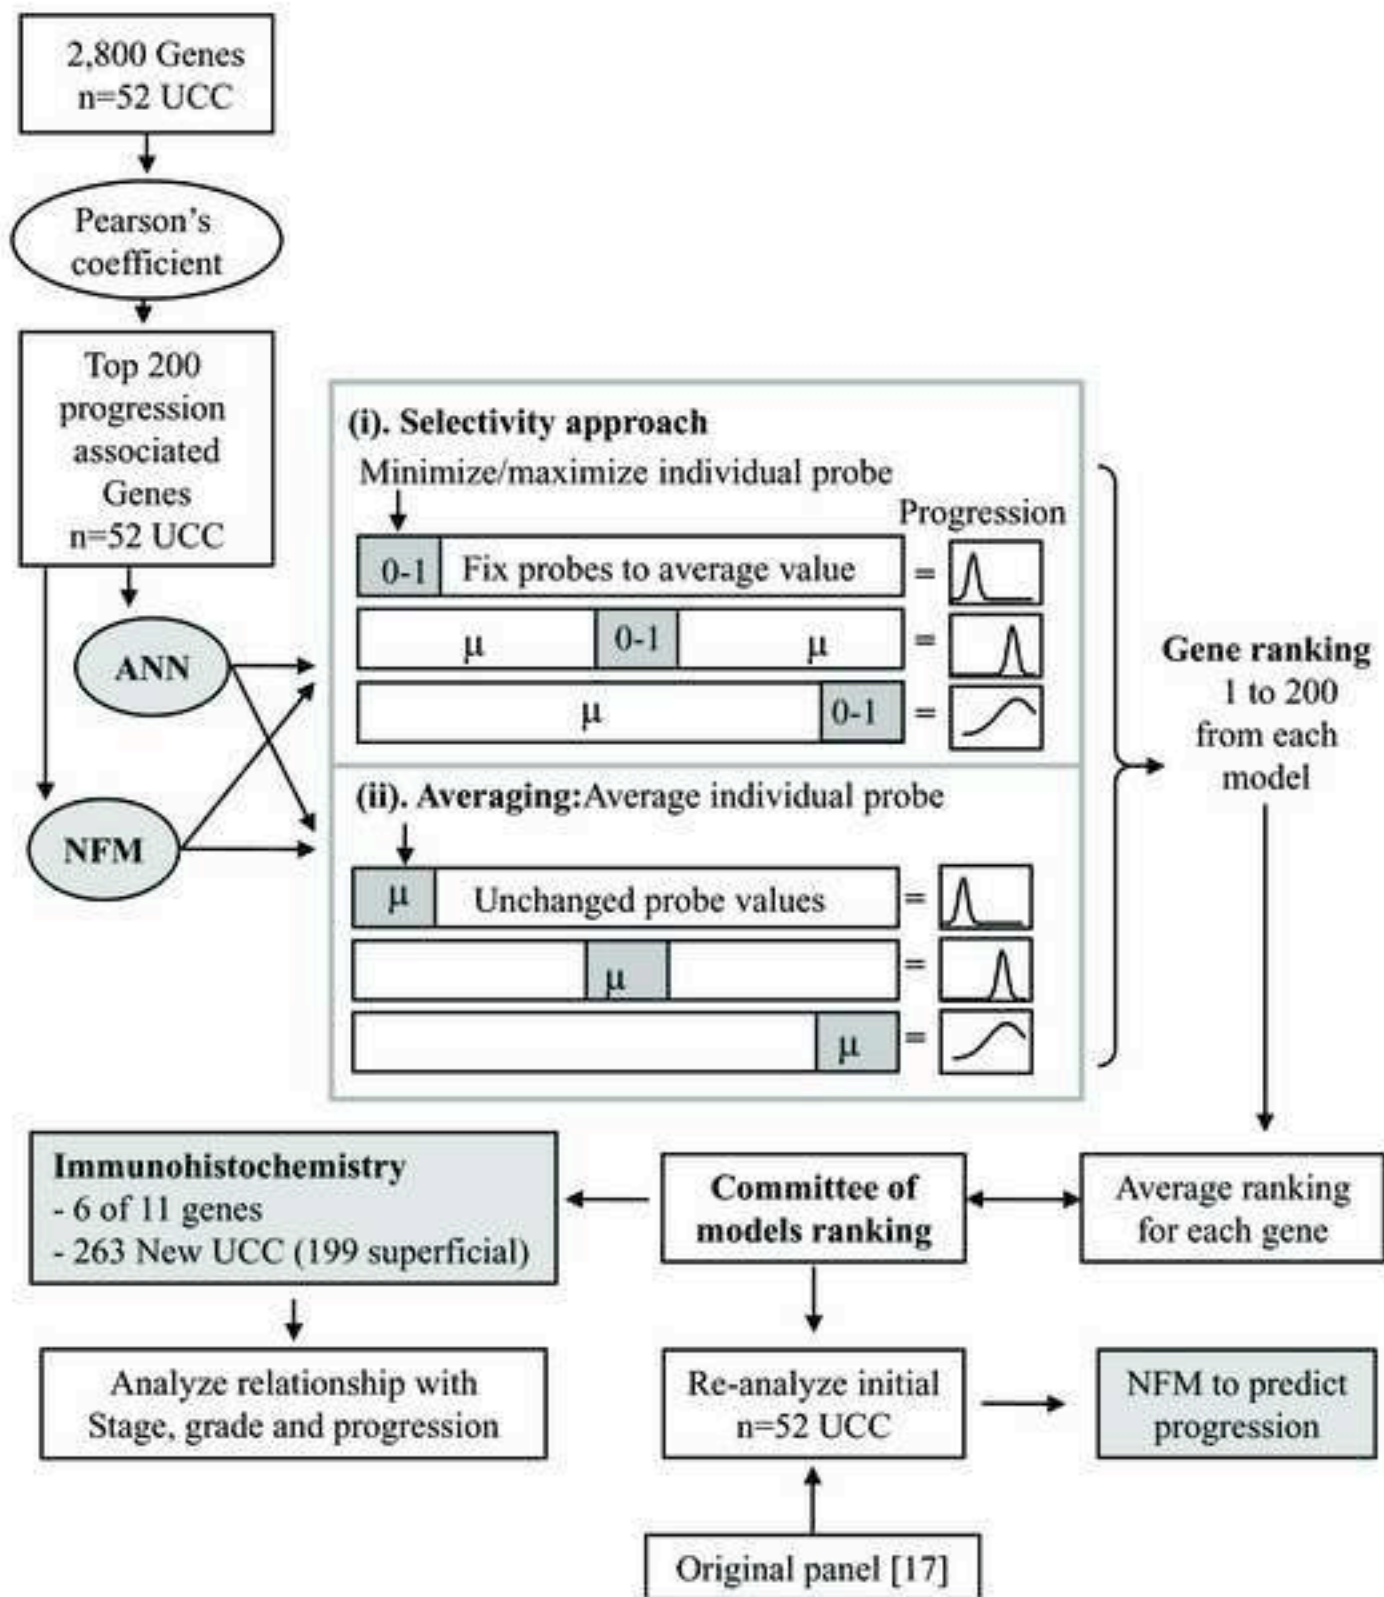 2,800 Genes
n=52 UCC
Pearson's
coefficient
Top 200
progression
associated
Genes
n=52 UCC
ANN
NFM
(i). Selectivity approach
Minimize/maximize individual probe
Progression
0-1 Fix probes to average value =
μ 0-1 μ =
μ 0-1 =
(ii). Averaging:Average individual probe
μ Unchanged probe values =
μ =
μ =
Gene ranking
1 to 200
from each
model
Average ranking
for each gene
Committee of
models ranking
Immunohistochemistry
- 6 of 11 genes
- 263 New UCC (199 superficial)
Analyze relationship with
Stage, grade and progression
Re-analyze initial
n=52 UCC
NFM to predict
progression
Original panel [17]